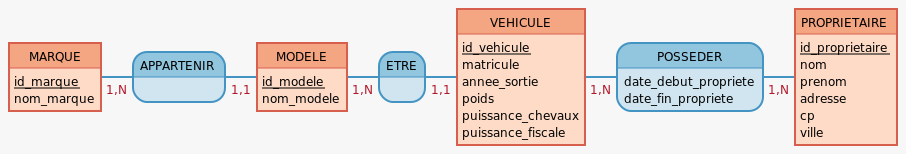 MARQUE
id_marque
nom_marque
1,N
APPARTENIR
1,1
MODELE
id_modele
nom_modele
1,N
ETRE
1,1
VEHICULE
id_vehicule
matricule
annee_sortie
poids
puissance_chevaux
puissance_fiscale
1,N
POSSEDER
date_debut_propriete
date_fin_propriete
1,N
PROPRIETAIRE
id_proprietaire
nom
prenom
adresse
cp
ville